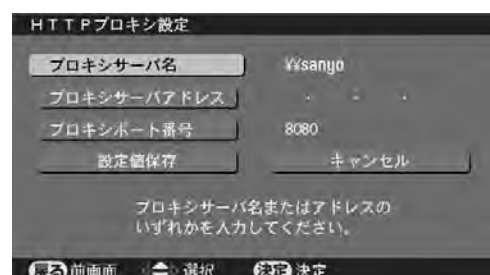 HTTPプロキシ設定
プロキシサーバ名 ¥¥sanyo
プロキシサーバアドレス . . .
プロキシポート番号 8080
設定値保存 キャンセル
プロキシサーバ名またはアドレスの
いずれかを入力してください。
戻る 前画面 選択 決定 決定